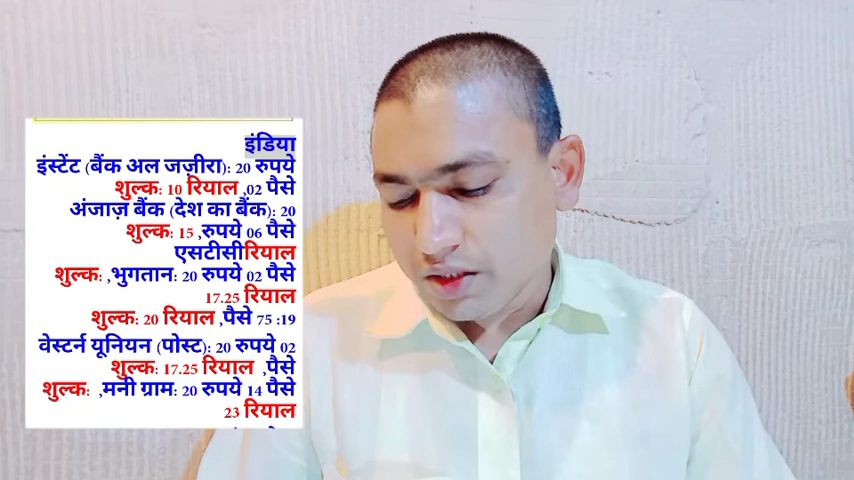 इंडिया
इंस्टेंट (बैंक अल जज़ीरा): 20 रुपये
शुल्क: 10 रियाल ,02 पैसे
अंजाज़ बैंक (देश का बैंक): 20
शुल्क: 15 ,रुपये 06 पैसे
एसटीसीरियाल
शुल्क: ,भुगतान: 20 रुपये 02 पैसे
17.25 रियाल
शुल्क: 20 रियाल ,पैसे 75 :19
वेस्टर्न यूनियन (पोस्ट): 20 रुपये 02
शुल्क: 17.25 रियाल ,पैसे
शुल्क: ,मनी ग्राम: 20 रुपये 14 पैसे
23 रियाल